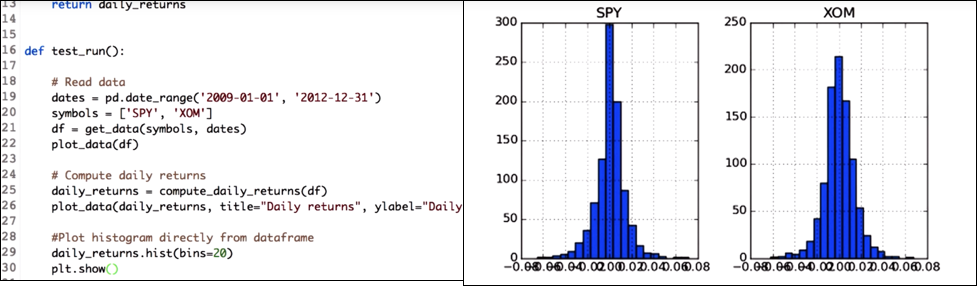 13 return daily_returns
14
15
16 def test_run():
17
18 # Read data
19 dates = pd.date_range('2009-01-01', '2012-12-31')
20 symbols = ['SPY', 'XOM']
21 df = get_data(symbols, dates)
22 plot_data(df)
23
24 # Compute daily returns
25 daily_returns = compute_daily_returns(df)
26 plot_data(daily_returns, title="Daily returns", ylabel="Daily
27
28 #Plot histogram directly from dataframe
29 daily_returns.hist(bins=20)
30 plt.show()
SPY
300
250
200
150
100
50
0
−0.08−0.06−0.04−0.02 0.00 0.02 0.04 0.06 0.08
XOM
250
200
150
100
50
0
−0.08−0.06−0.04−0.02 0.00 0.02 0.04 0.06 0.08